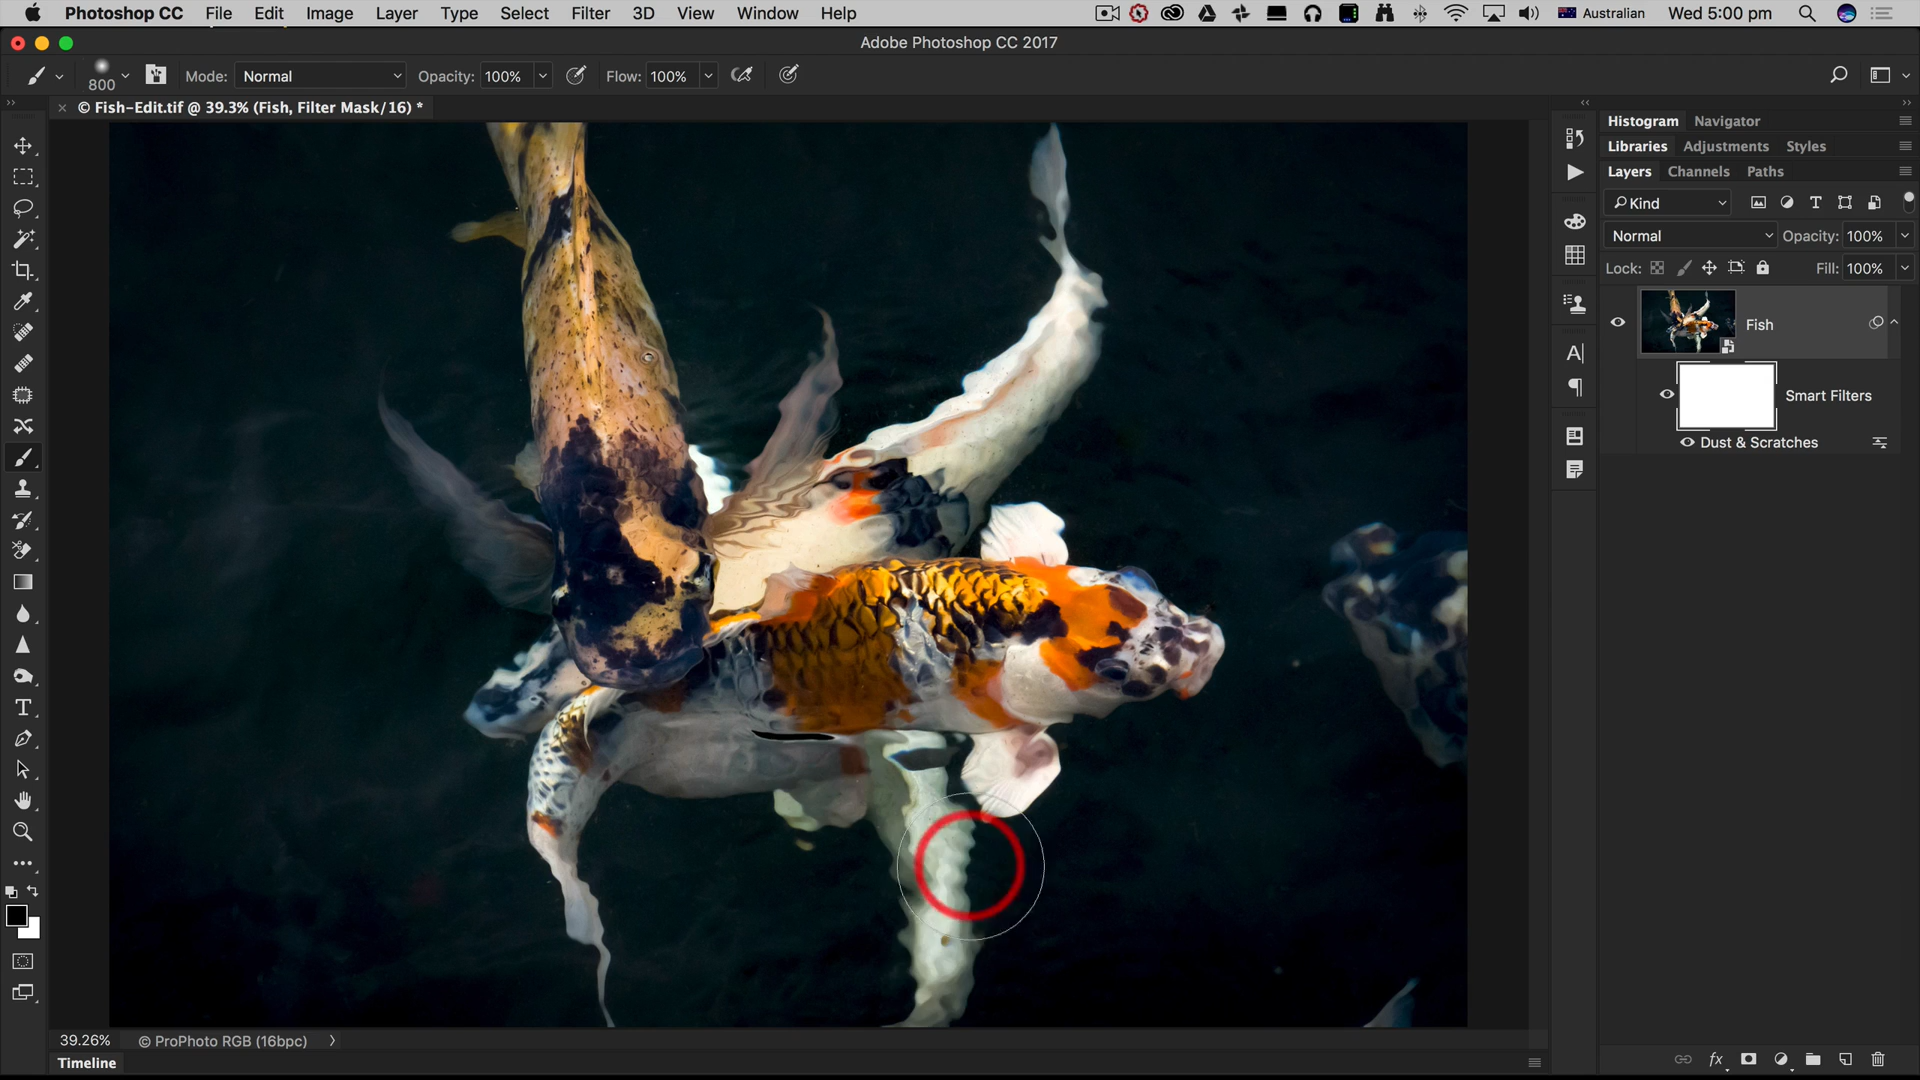 Photoshop CC File Edit Image Layer Type Select Filter 3D View Window Help Australian Wed 5:00 pm
Adobe Photoshop CC 2017
800 Mode: Normal Opacity: 100% Flow: 100%
© Fish-Edit.tif @ 39.3% (Fish, Filter Mask/16) *
Histogram Navigator
Libraries Adjustments Styles
Layers Channels Paths
Kind
Normal Opacity: 100%
Lock: Fill: 100%
Fish
Smart Filters
Dust & Scratches
39.26% © ProPhoto RGB (16bpc)
Timeline